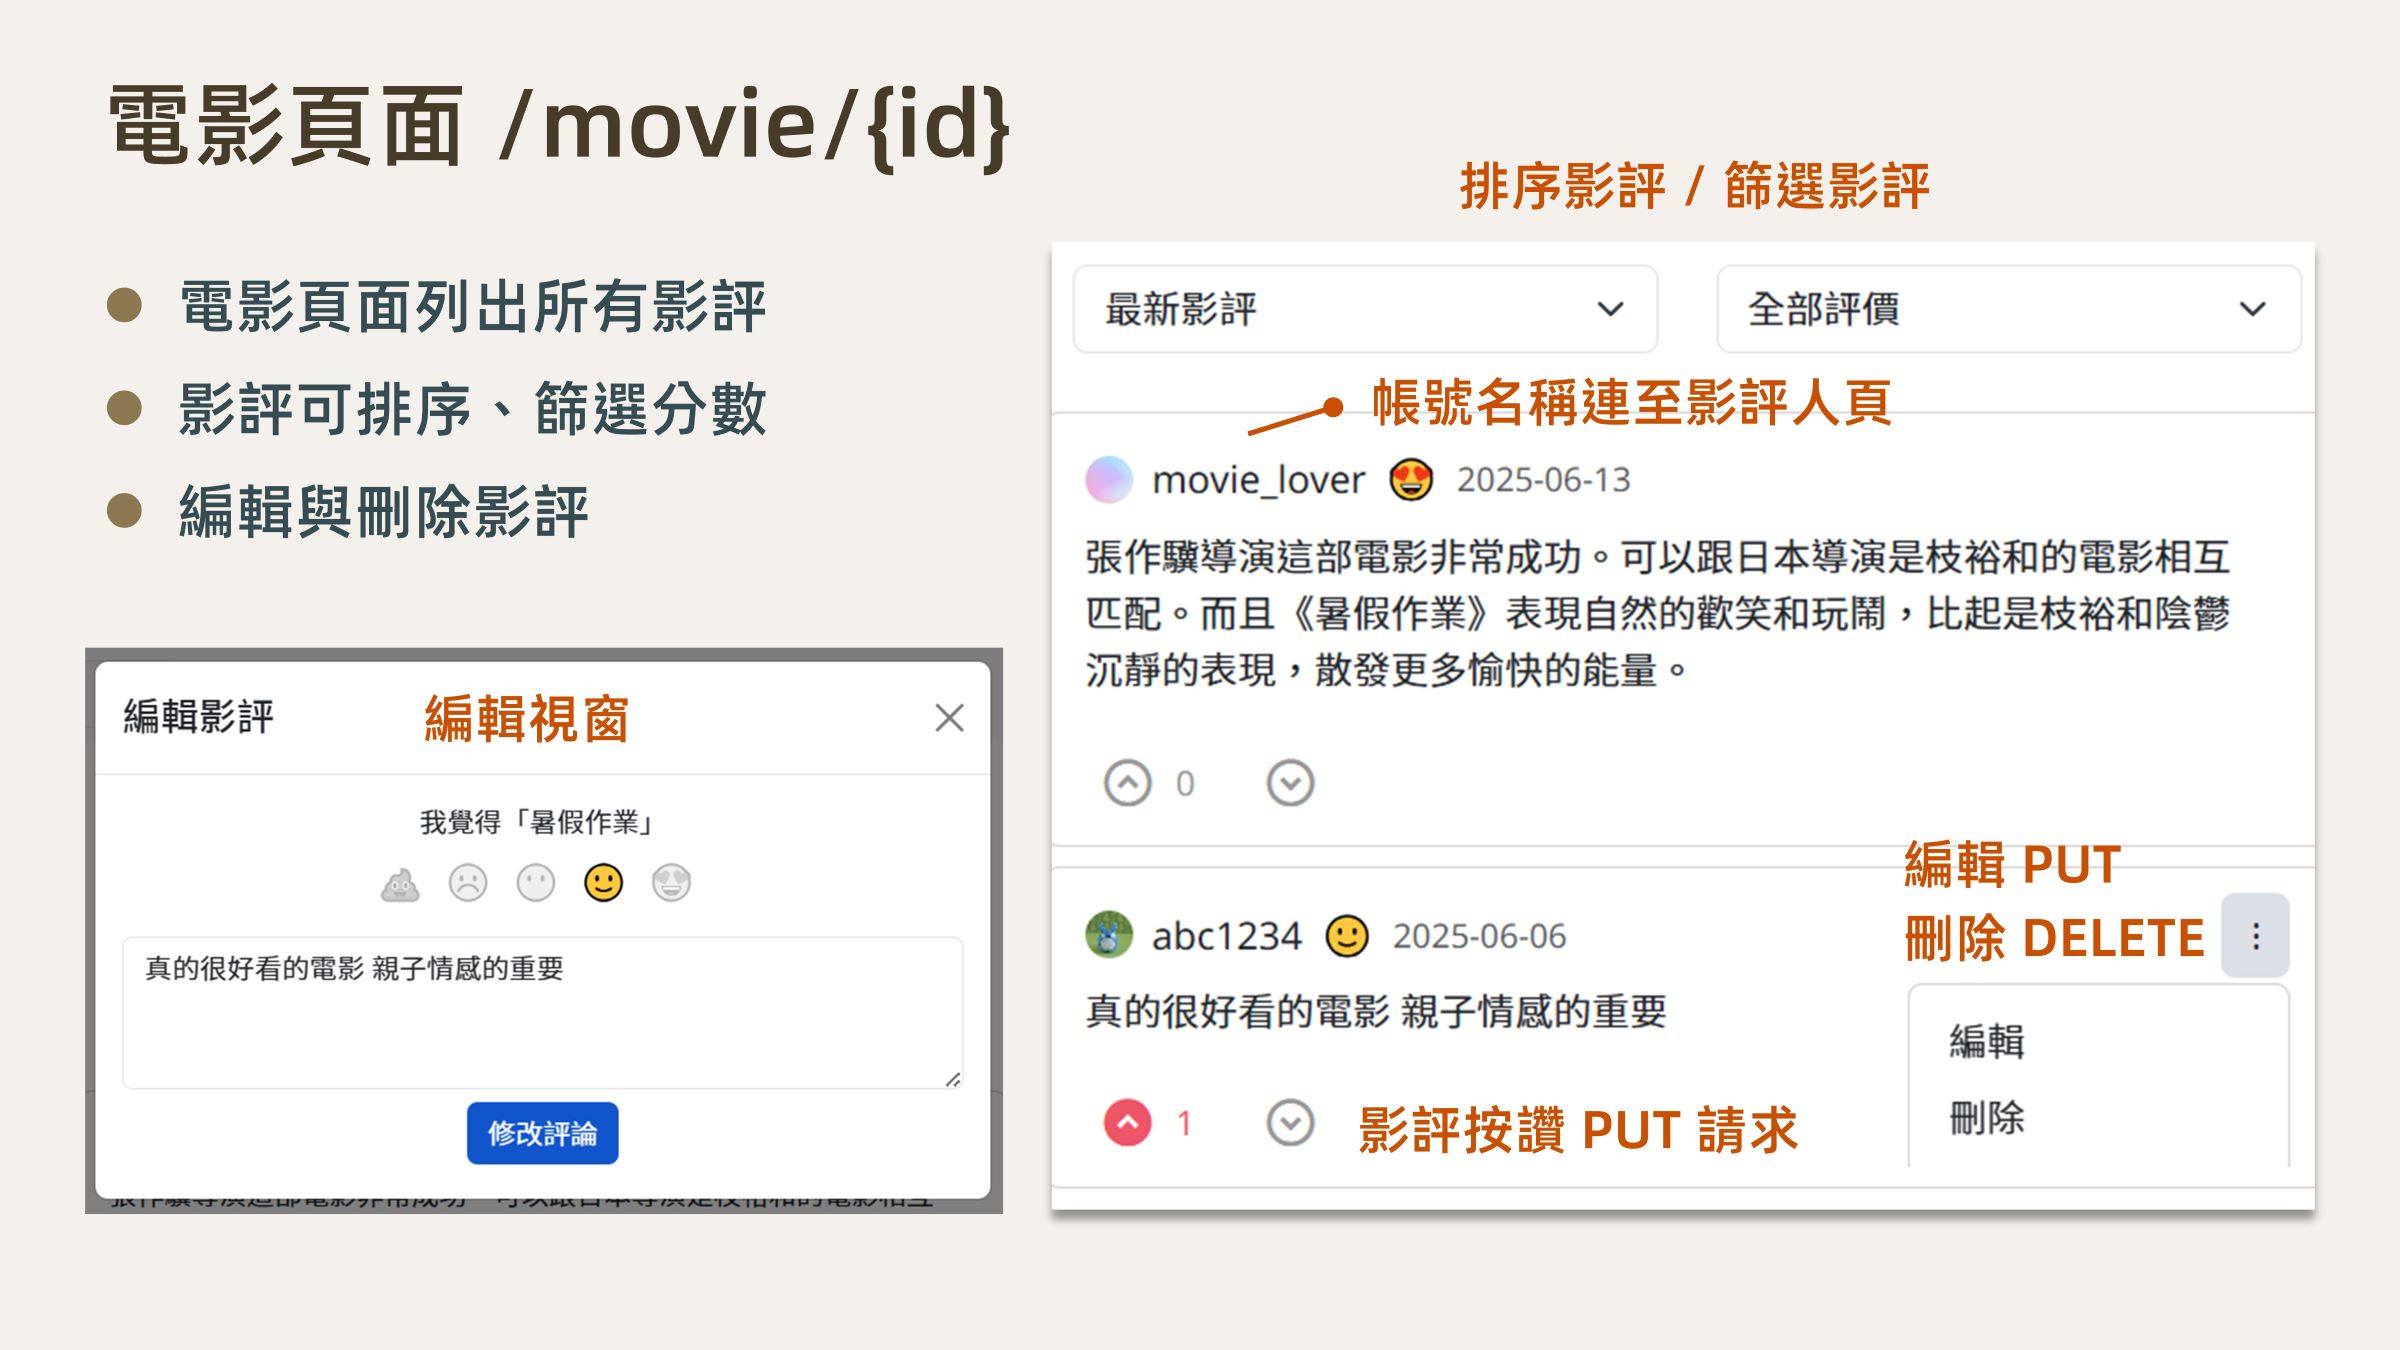 電影頁面 /movie/{id}
電影頁面列出所有影評
影評可排序、篩選分數
編輯與刪除影評
編輯影評
編輯視窗
我覺得「暑假作業」
真的很好看的電影 親子情感的重要
修改評論
排序影評 / 篩選影評
最新影評
全部評價
帳號名稱連至影評人頁
movie_lover 2025-06-13
張作驥導演這部電影非常成功。可以跟日本導演是枝裕和的電影相互
匹配。而且《暑假作業》表現自然的歡笑和玩鬧，比起是枝裕和陰鬱
沉靜的表現，散發更多愉快的能量。
0
編輯 PUT
刪除 DELETE
abc1234 2025-06-06
真的很好看的電影 親子情感的重要
編輯
刪除
1
影評按讚 PUT 請求